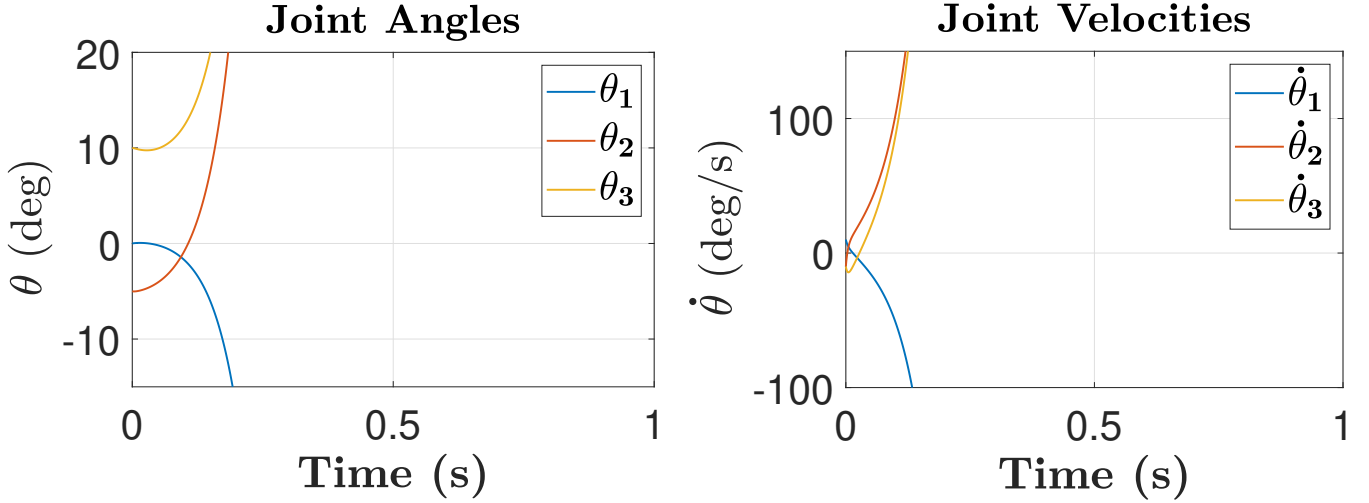 Joint Angles
20
10
0
-10
θ (deg)
θ₁
θ₂
θ₃
0
0.5
1
Time (s)
Joint Velocities
100
0
-100
θ̇ (deg/s)
θ̇₁
θ̇₂
θ̇₃
0
0.5
1
Time (s)